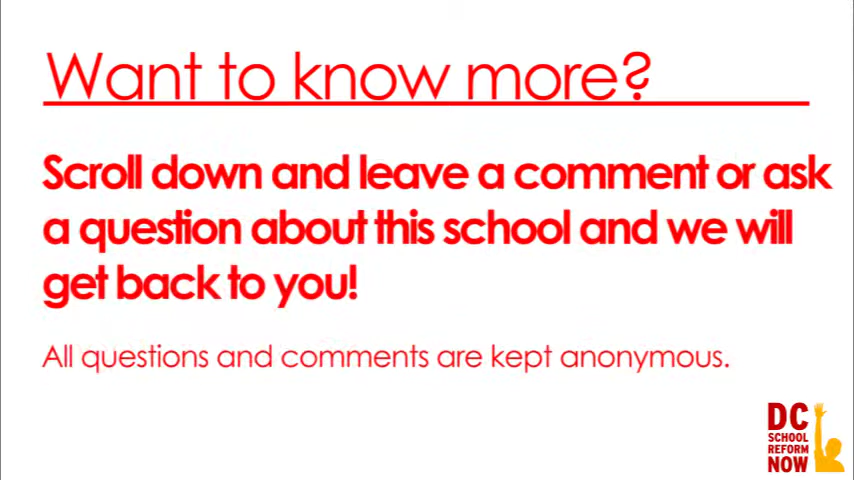 Want to know more?
Scroll down and leave a comment or ask
a question about this school and we will
get back to you!
All questions and comments are kept anonymous.
DC
SCHOOL
REFORM
NOW